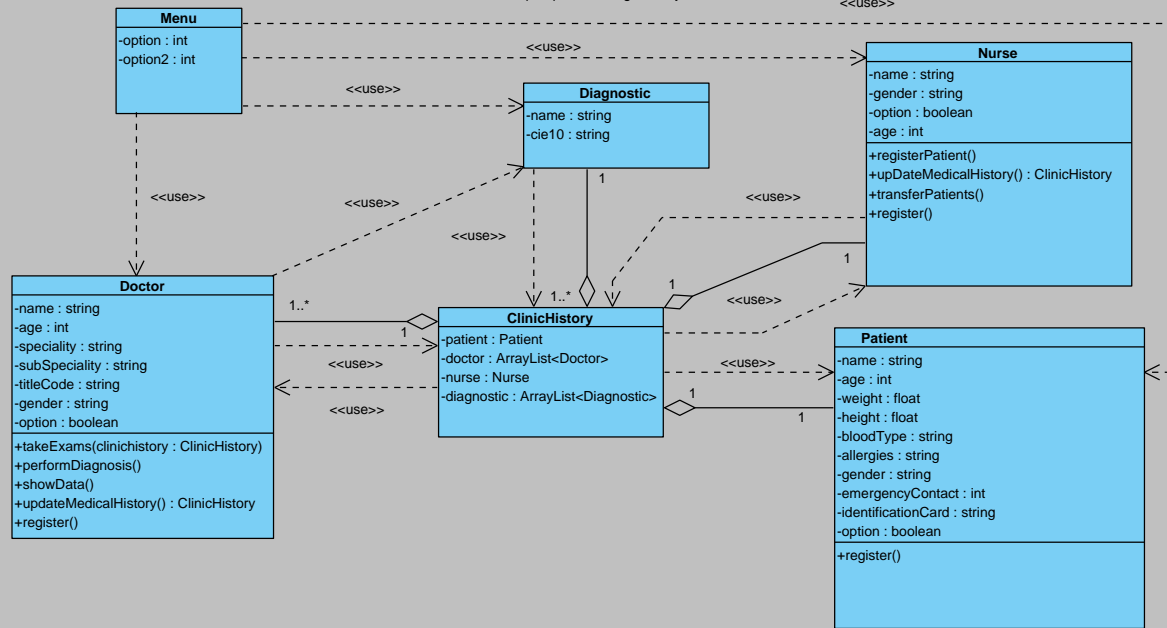 <<use>>
Menu
-option : int
-option2 : int
<<use>>
<<use>>
<<use>>
Diagnostic
-name : string
-cie10 : string
1
1..*
<<use>>
<<use>>
Nurse
-name : string
-gender : string
-option : boolean
-age : int
+registerPatient()
+upDateMedicalHistory() : ClinicHistory
+transferPatients()
+register()
<<use>>
1
1
<<use>>
Doctor
-name : string
-age : int
-speciality : string
-subSpeciality : string
-titleCode : string
-gender : string
-option : boolean
+takeExams(clinichistory : ClinicHistory)
+performDiagnosis()
+showData()
+updateMedicalHistory() : ClinicHistory
+register()
1..*
1
<<use>>
<<use>>
ClinicHistory
-patient : Patient
-doctor : ArrayList<Doctor>
-nurse : Nurse
-diagnostic : ArrayList<Diagnostic>
<<use>>
1
1
Patient
-name : string
-age : int
-weight : float
-height : float
-bloodType : string
-allergies : string
-gender : string
-emergencyContact : int
-identificationCard : string
-option : boolean
+register()